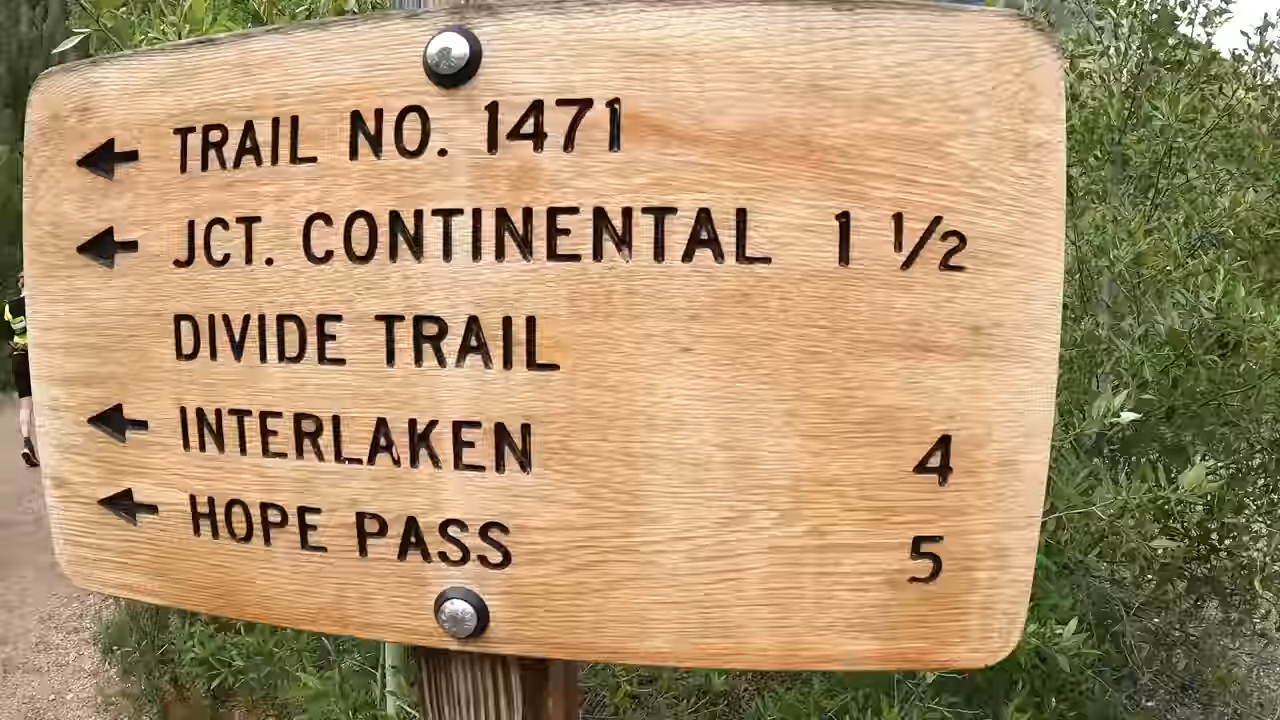 ← TRAIL NO. 1471
← JCT. CONTINENTAL 1 1/2
DIVIDE TRAIL
← INTERLAKEN 4
← HOPE PASS 5